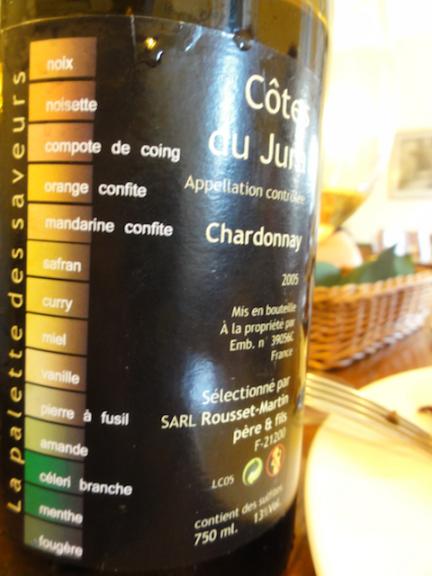 La palette des saveurs
noix
noisette
compote de coing
orange confite
mandarine confite
safran
curry
miel
vanille
pierre à fusil
amande
céleri branche
menthe
fougère
Côtes
du Jura
Appellation contrôlée
Chardonnay
2005
Mis en bouteille
À la propriété par
Emb. n° 39056C
France
Sélectionné par
SARL Rousset-Martin
père & fils
F-21200
LC05
contient des sulfites
750 ml. 13%Vol.